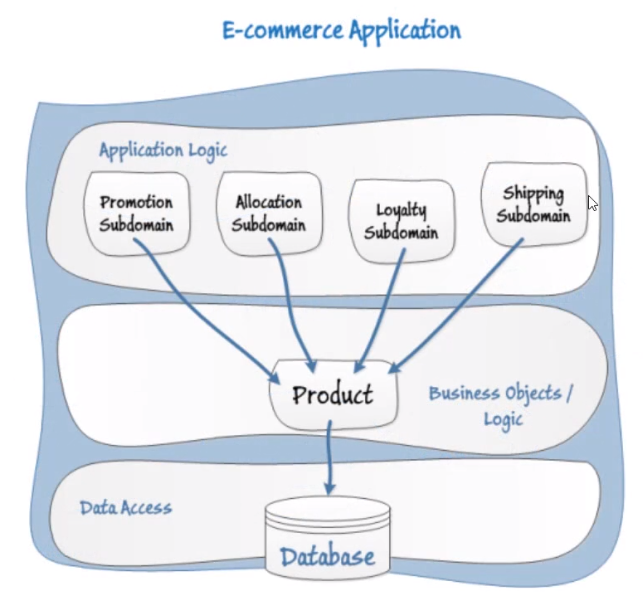 E-commerce Application
Application Logic
Promotion
Subdomain
Allocation
Subdomain
Loyalty
Subdomain
Shipping
Subdomain
Product
Business Objects /
Logic
Data Access
Database